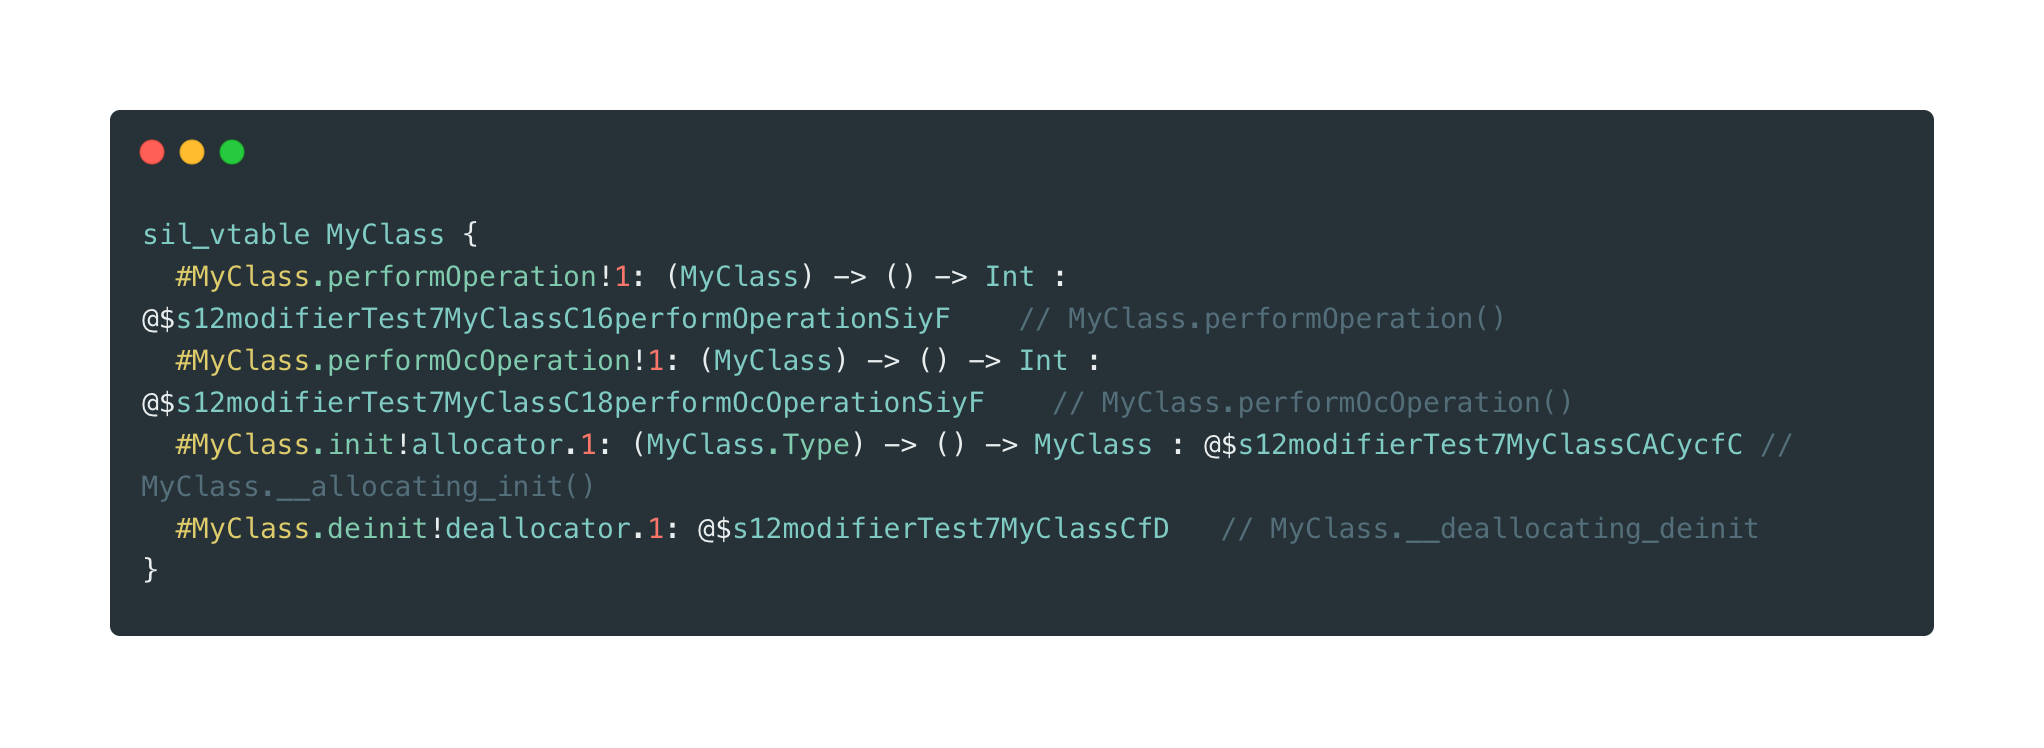 sil_vtable MyClass {
  #MyClass.performOperation!1: (MyClass) -> () -> Int :
@$s12modifierTest7MyClassC16performOperationSiyF    // MyClass.performOperation()
  #MyClass.performOcOperation!1: (MyClass) -> () -> Int :
@$s12modifierTest7MyClassC18performOcOperationSiyF    // MyClass.performOcOperation()
  #MyClass.init!allocator.1: (MyClass.Type) -> () -> MyClass : @$s12modifierTest7MyClassCACycfC //
MyClass.__allocating_init()
  #MyClass.deinit!deallocator.1: @$s12modifierTest7MyClassCfD   // MyClass.__deallocating_deinit
}